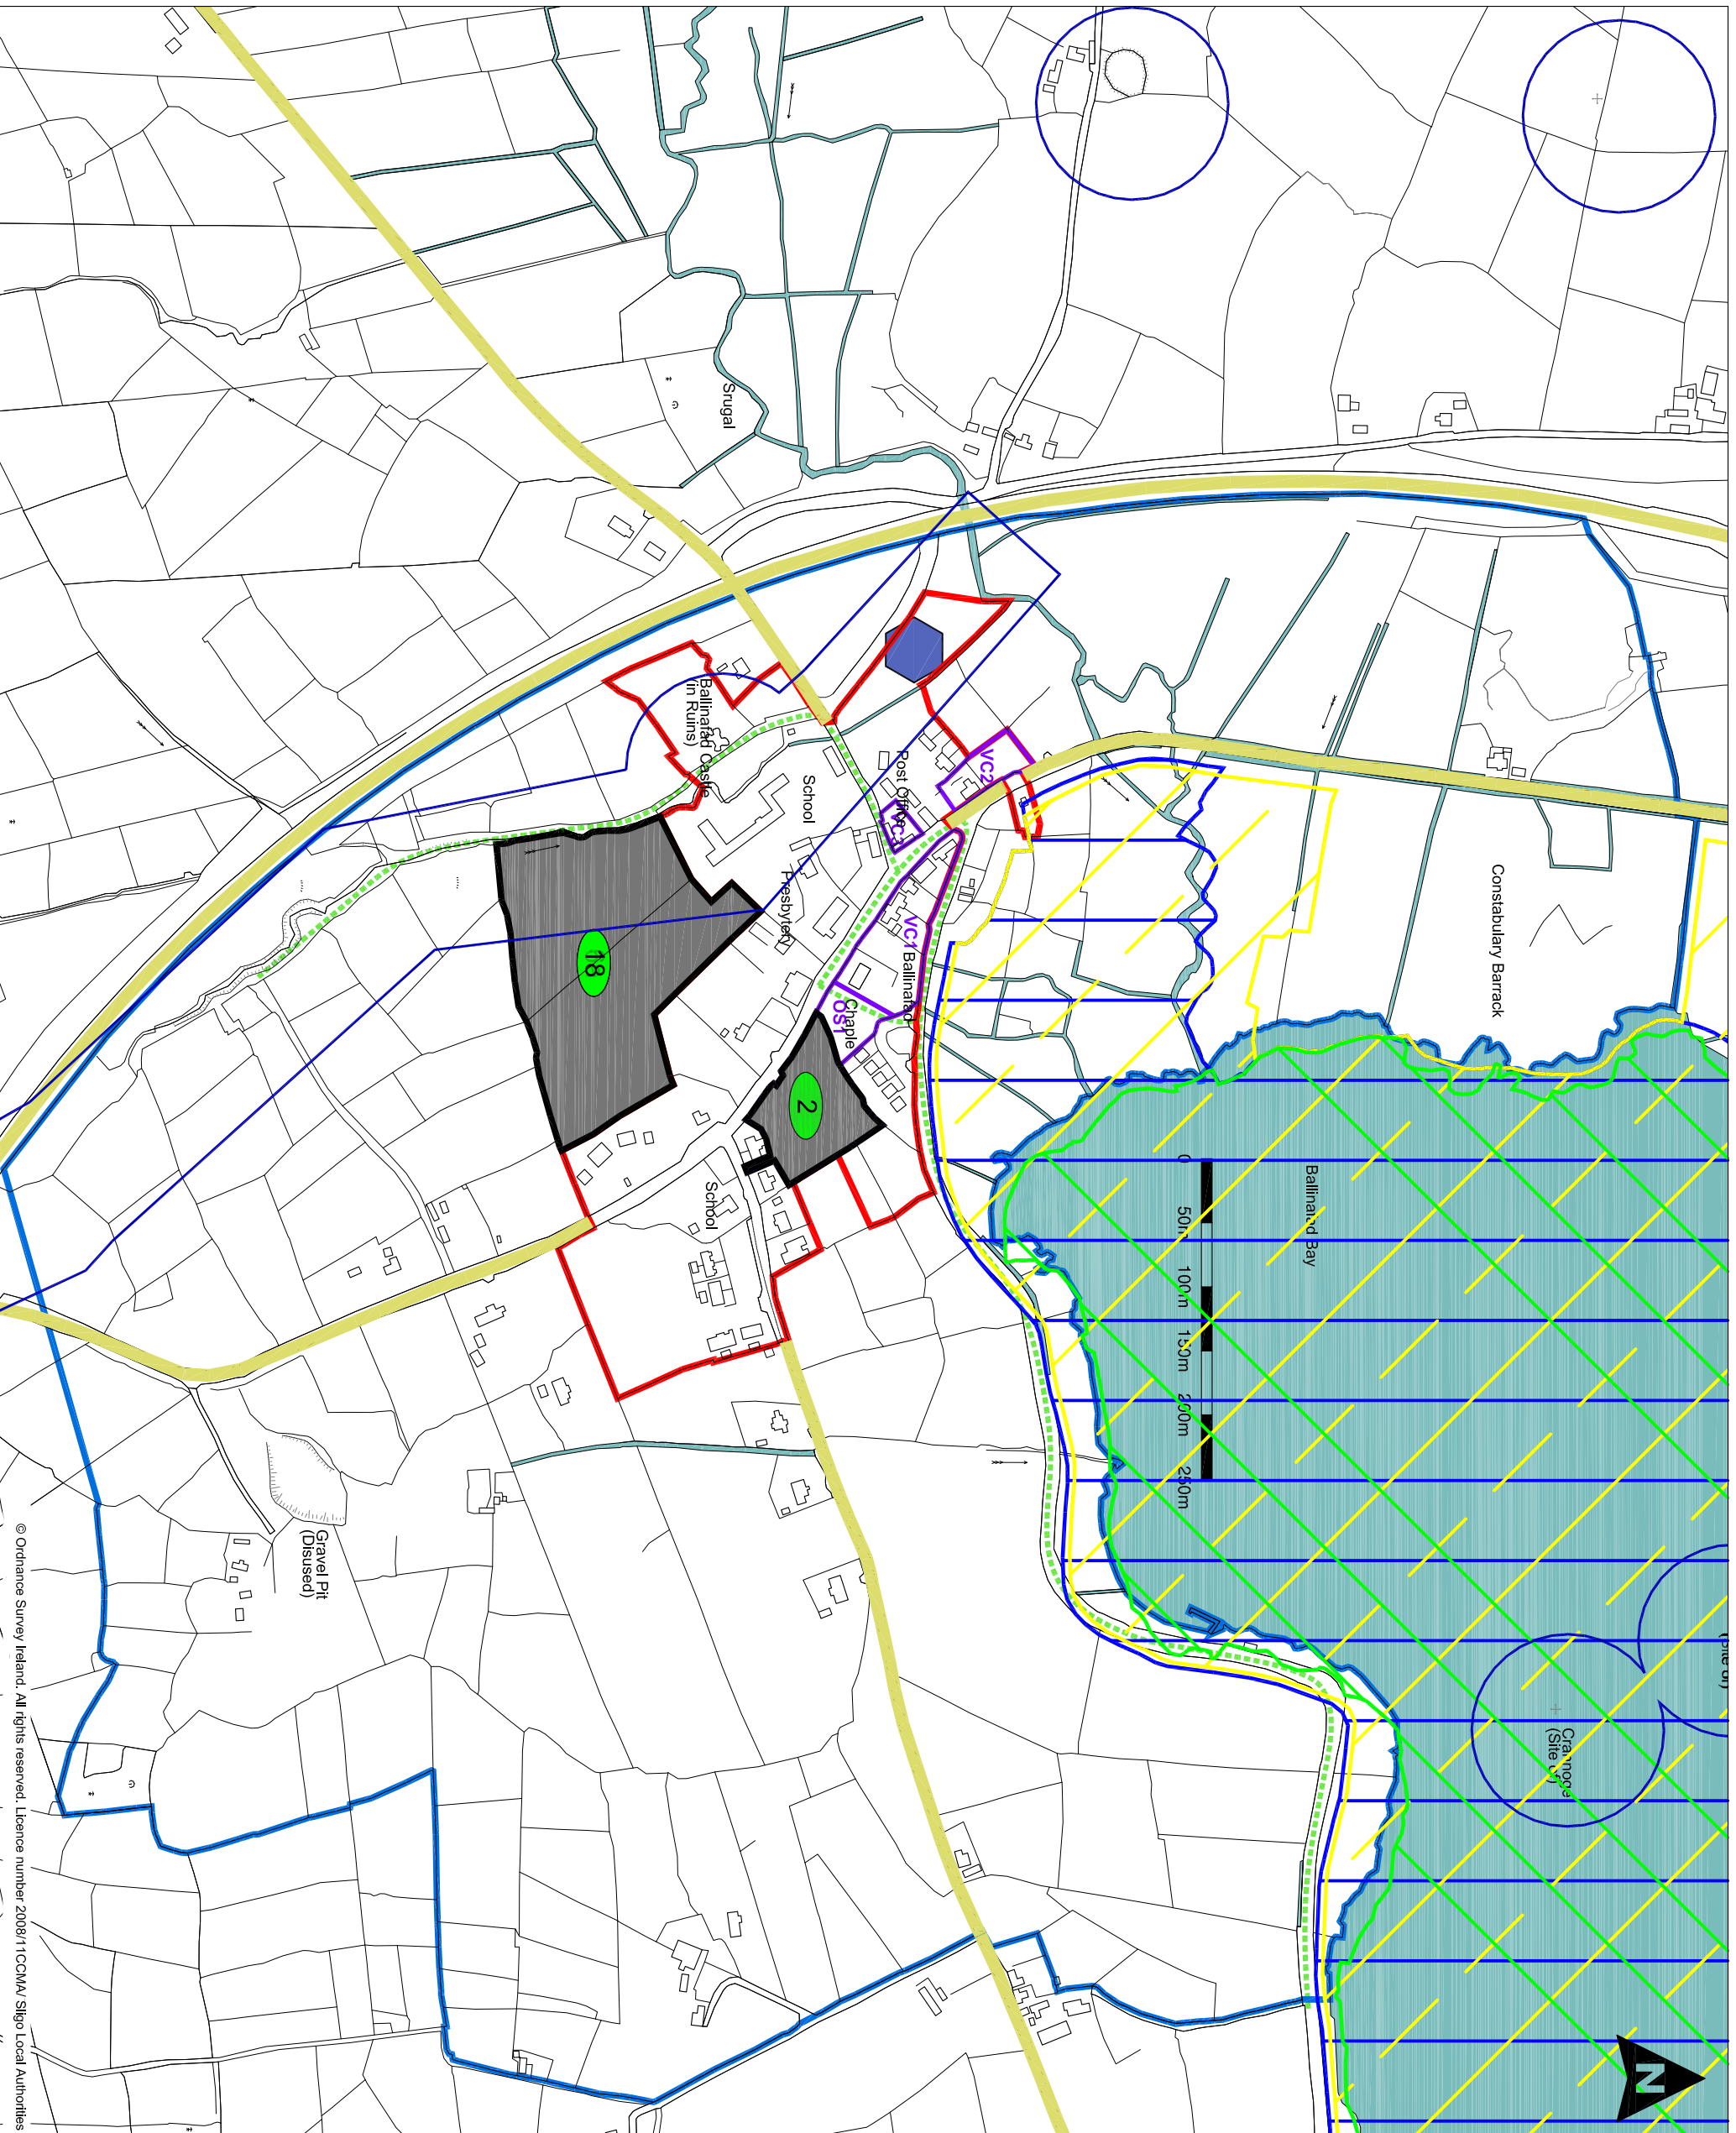 Srugal
Constabulary Barrack
Ballinafad Castle
(in Ruins)
School
Post Office
VC2
VC3
VC1
Ballinafad
Presbytery
Chaple
OS1
18
2
School
Ballinafad Bay
0
50m
100m
150m
200m
250m
Gravel Pit
(Disused)
Crannoge
(Site of)
(Site of)
N
© Ordnance Survey Ireland. All rights reserved. Licence number 2008/11CCMA/ Sligo Local Authorities